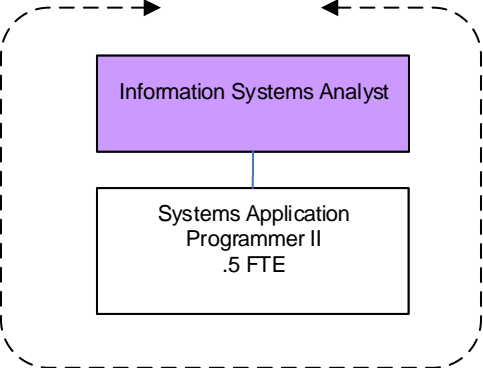 Information Systems Analyst
Systems Application
Programmer II
.5 FTE